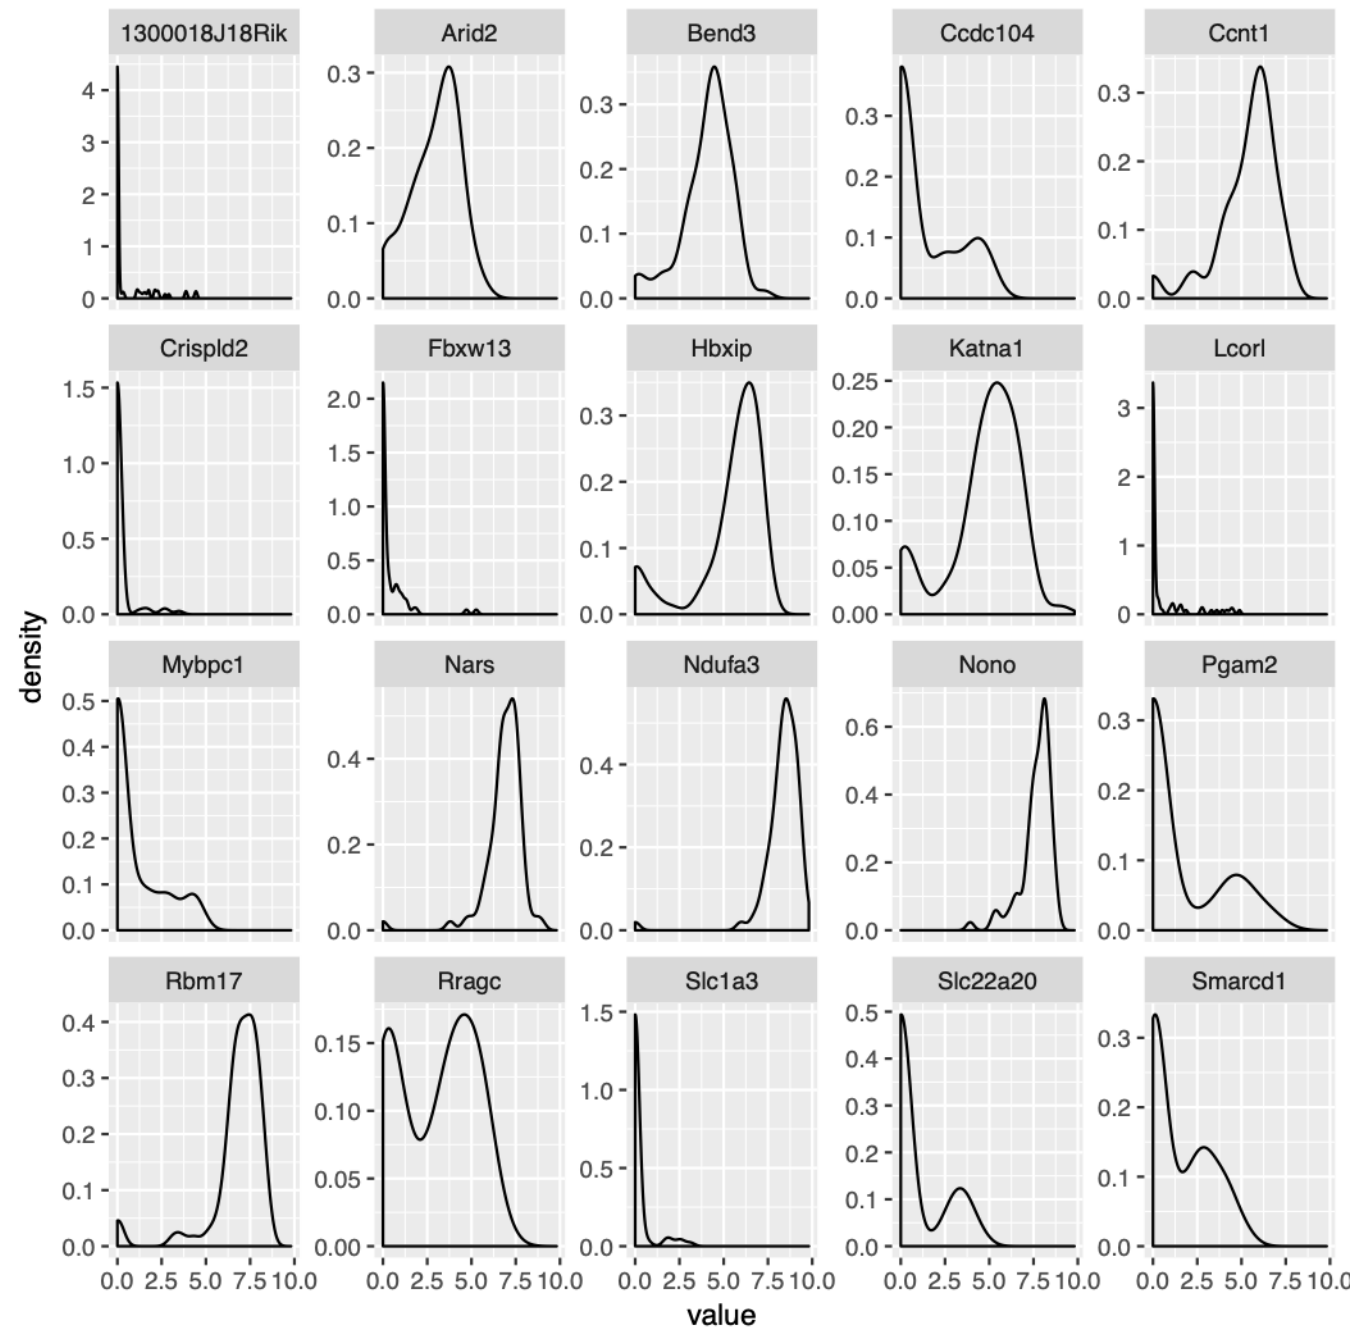 1300018J18Rik Arid2 Bend3 Ccdc104 Ccnt1
4 3 2 1 0
0.3 0.2 0.1 0.0
0.3 0.2 0.1 0.0
0.3 0.2 0.1 0.0
0.3 0.2 0.1 0.0
Crispld2 Fbxw13 Hbxip Katna1 Lcorl
1.5 1.0 0.5 0.0
2.0 1.5 1.0 0.5 0.0
0.3 0.2 0.1 0.0
0.25 0.20 0.15 0.10 0.05 0.00
3 2 1 0
density
Mybpc1 Nars Ndufa3 Nono Pgam2
0.5 0.4 0.3 0.2 0.1 0.0
0.4 0.2 0.0
0.4 0.2 0.0
0.6 0.4 0.2 0.0
0.3 0.2 0.1 0.0
Rbm17 Rragc Slc1a3 Slc22a20 Smarcd1
0.4 0.3 0.2 0.1 0.0
0.15 0.10 0.05 0.00
1.5 1.0 0.5 0.0
0.5 0.4 0.3 0.2 0.1 0.0
0.3 0.2 0.1 0.0
0.0 2.5 5.0 7.5 10.0 0.0 2.5 5.0 7.5 10.0 0.0 2.5 5.0 7.5 10.0 0.0 2.5 5.0 7.5 10.0 0.0 2.5 5.0 7.5 10.0
value